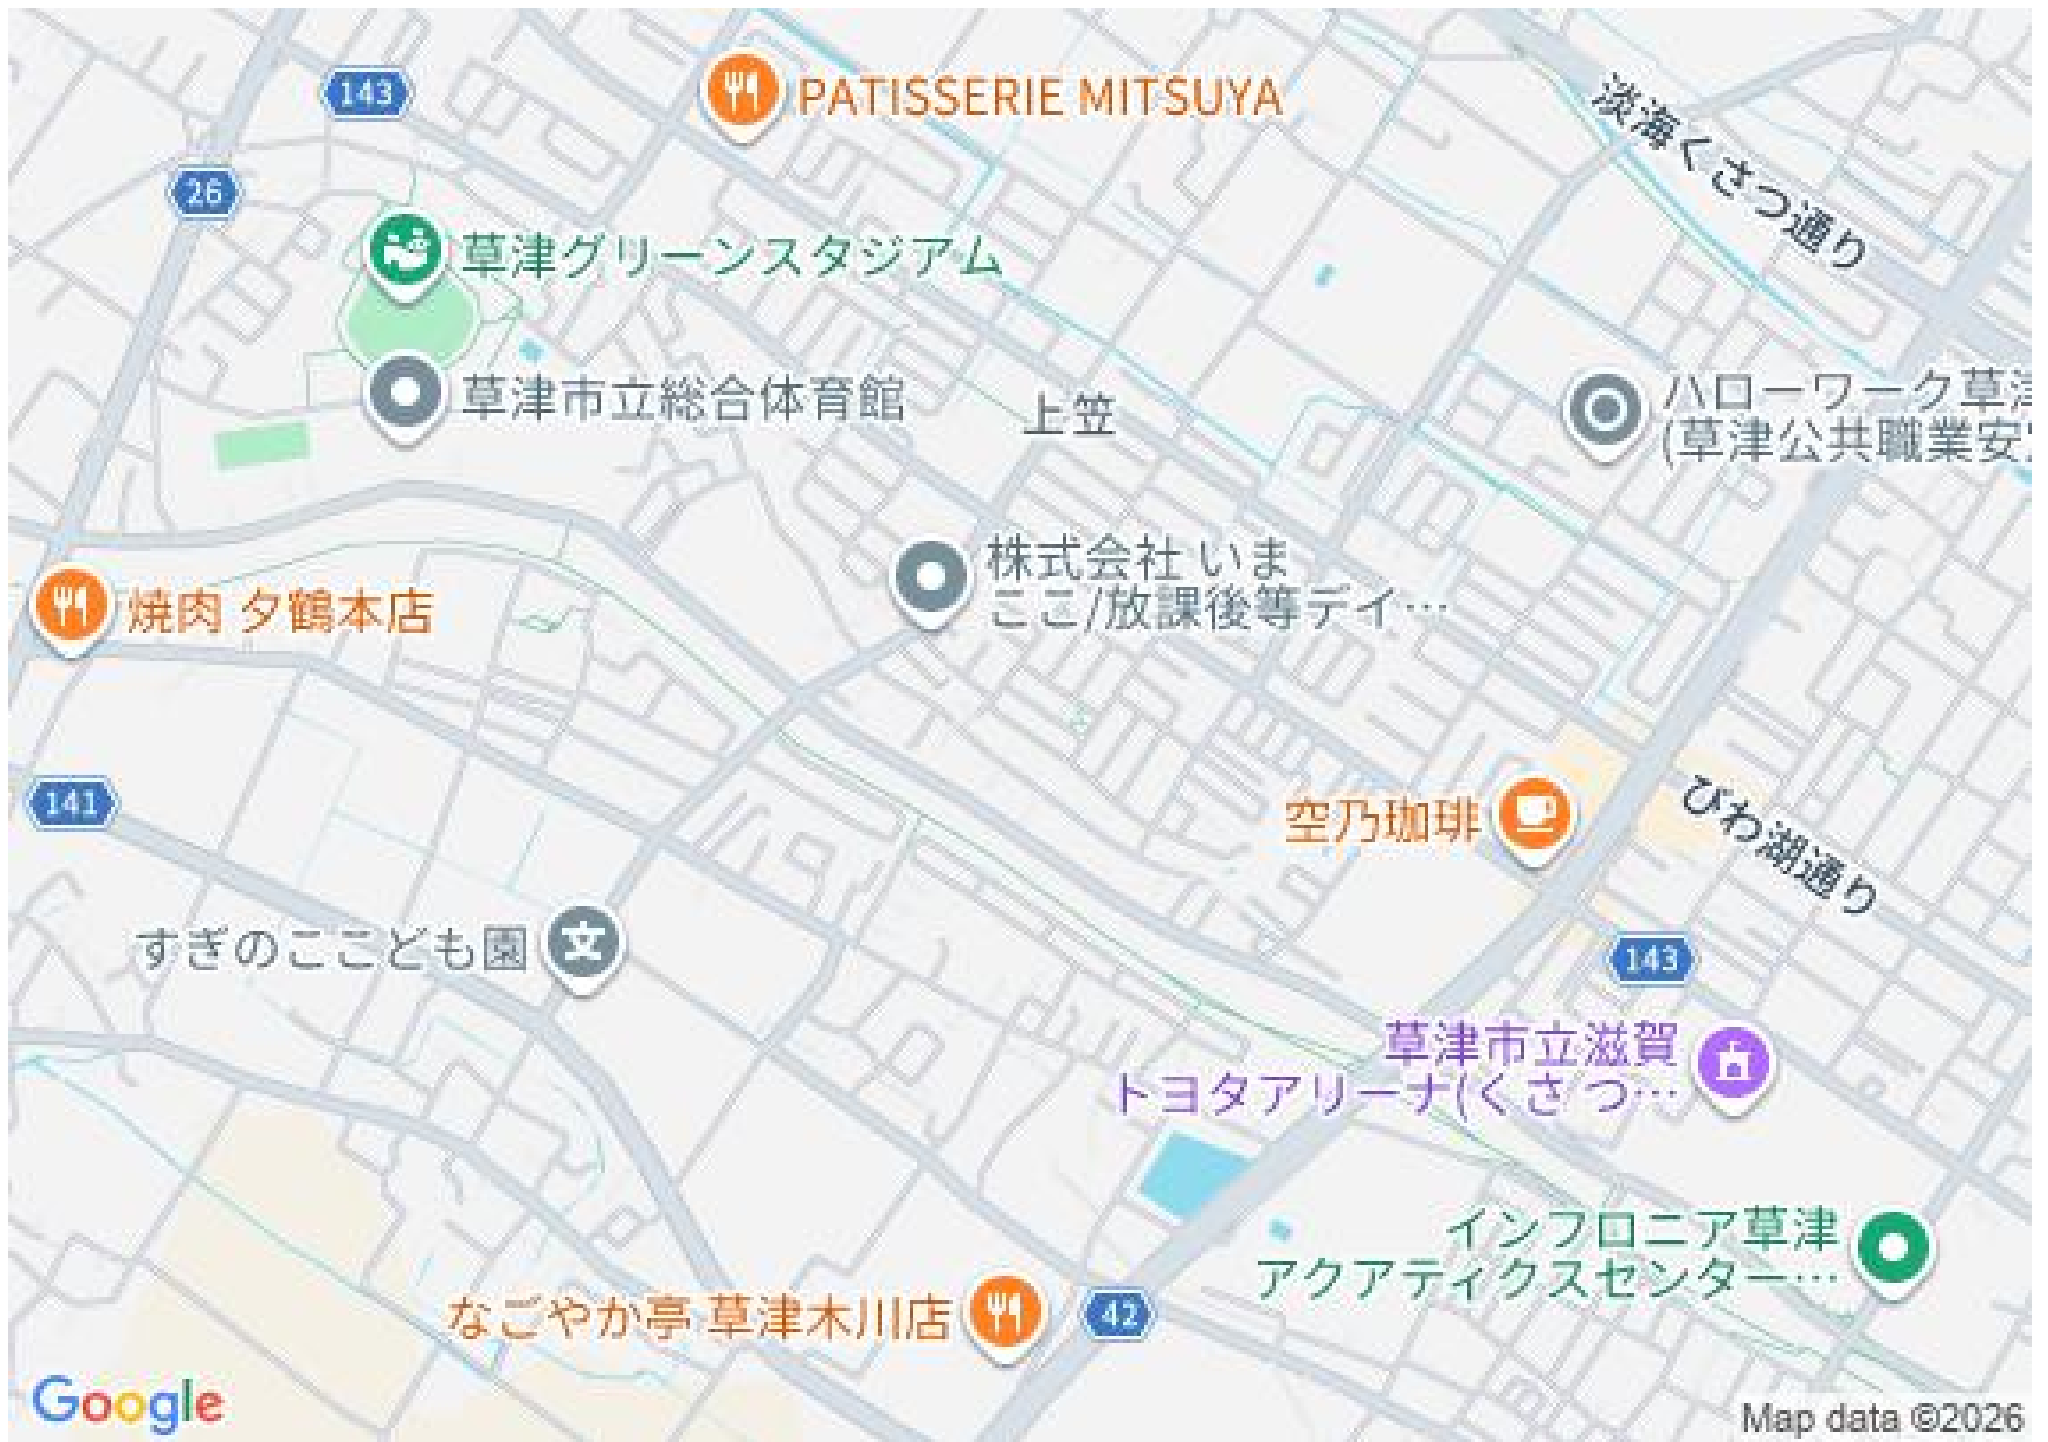 143
PATISSERIE MITSUYA
淡海くさつ通り
26
草津グリーンスタジアム
草津市立総合体育館
上笠
ハローワーク草津
(草津公共職業安
株式会社 いま
ここ/放課後等デイ…
焼肉 夕鶴本店
141
空乃珈琲
びわ湖通り
すぎのここども園
143
草津市立滋賀
トヨタアリーナ(くさつ…
インフロニア草津
アクアティクスセンター…
なごやか亭 草津木川店
42
Google
Map data ©2026